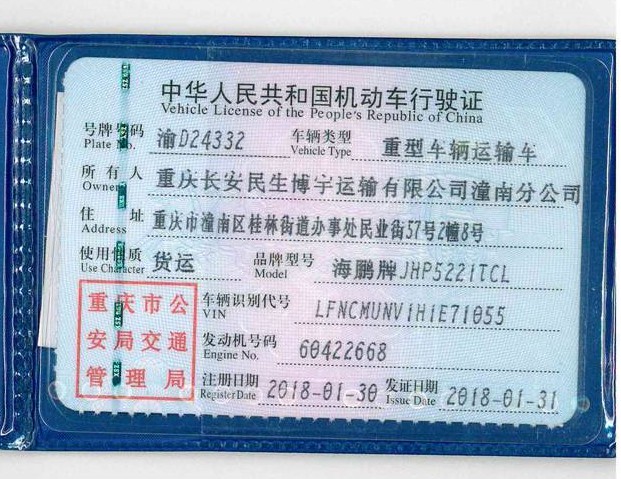 中华人民共和国机动车行驶证
Vehicle License of the People's Republic of China
号牌号码 渝D24332 车辆类型 重型车辆运输车
Plate No. Vehicle Type
所有人 重庆长安民生博宇运输有限公司潼南分公司
Owner
住址 重庆市潼南区桂林街道办事处民业街57号2幢8号
Address
使用性质 货运 品牌型号 海鹏牌JHP5221TCL
Use Character Model
重庆市公
安局交通
管理局
车辆识别代号 LFNCMUNV1H1E71055
VIN
发动机号码 60422668
Engine No.
注册日期 2018-01-30 发证日期 2018-01-31
Register Date Issue Date